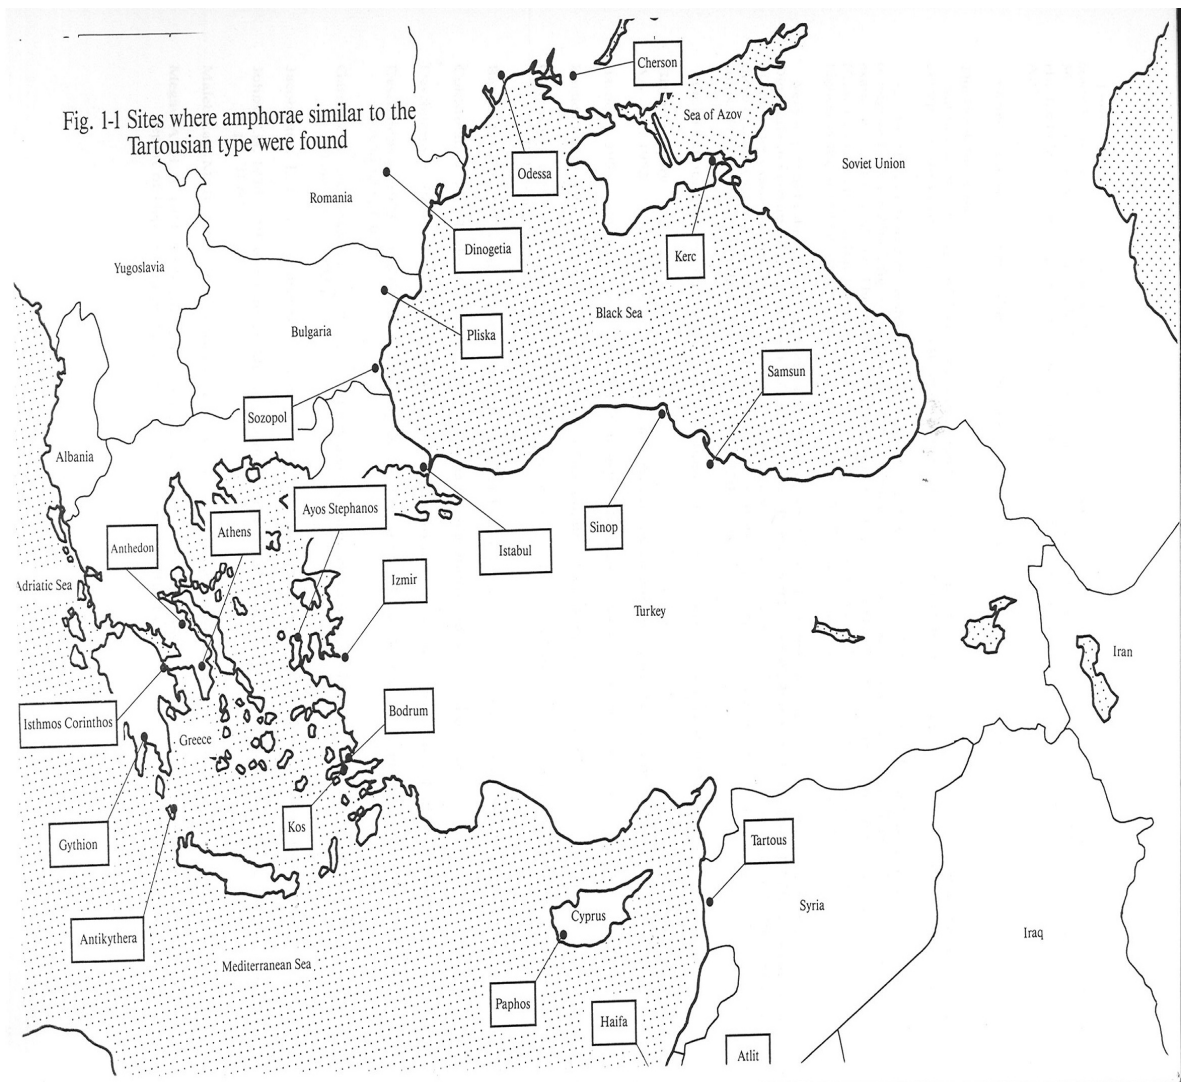 Fig. 1-1 Sites where amphorae similar to the
Tartousian type were found
Cherson
Sea of Azov
Soviet Union
Odessa
Romania
Dinogetia
Kerc
Yugoslavia
Black Sea
Bulgaria
Pliska
Samsun
Sozopol
Albania
Ayos Stephanos
Athens
Anthedon
Sinop
Istabul
Adriatic Sea
Izmir
Turkey
Iran
Bodrum
Isthmos Corinthos
Greece
Kos
Gythion
Tartous
Syria
Cyprus
Iraq
Antikythera
Mediterranean Sea
Paphos
Haifa
Atlit